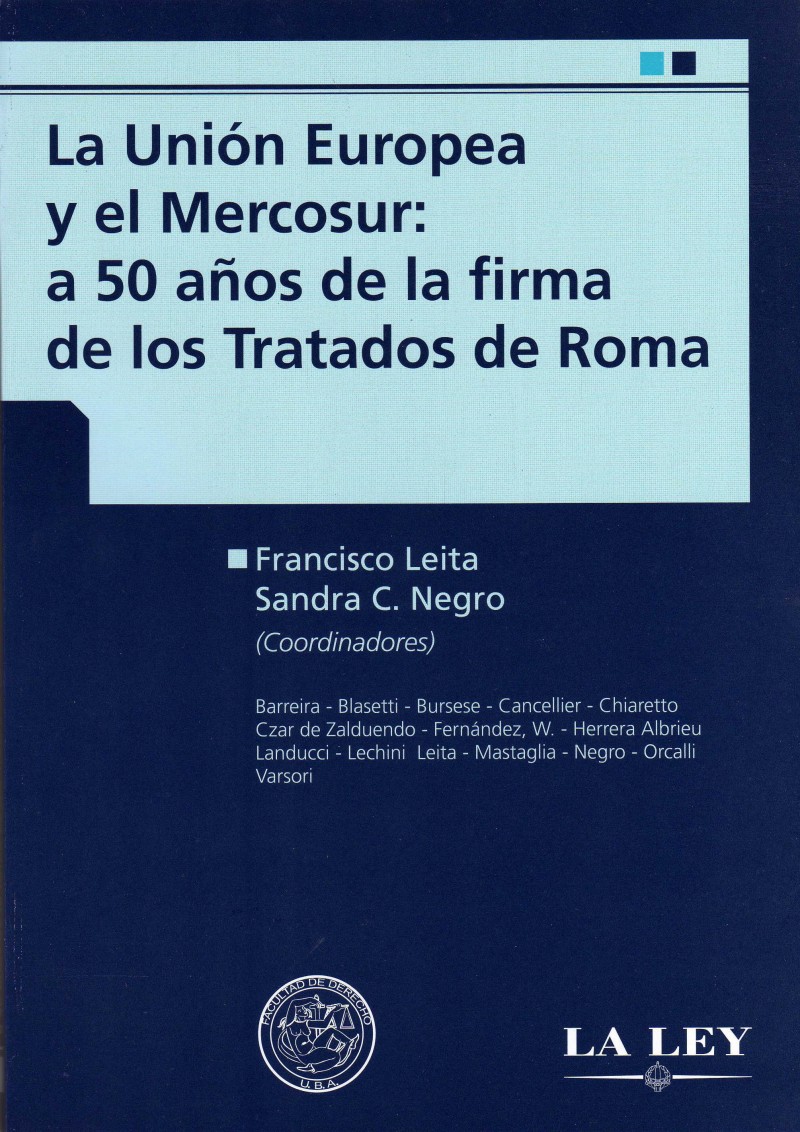 La Unión Europea
y el Mercosur:
a 50 años de la firma
de los Tratados de Roma
Francisco Leita
Sandra C. Negro
(Coordinadores)
Barreira - Blasetti - Bursese - Cancellier - Chiaretto
Czar de Zalduendo - Fernández, W. - Herrera Albrieu
Landucci - Lechini  Leita - Mastaglia - Negro - Orcalli
Varsori
FACULTAD DE DERECHO
U.B.A.
LA LEY